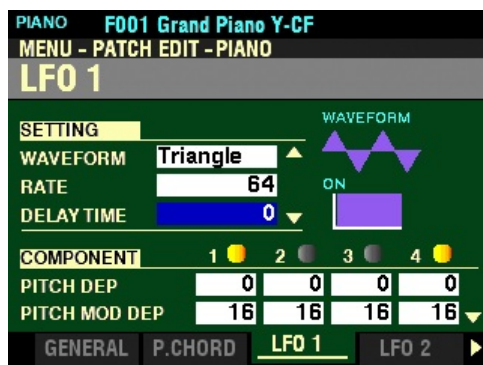 PIANO F001 Grand Piano Y-CF
MENU - PATCH EDIT - PIANO
LFO 1
WAVEFORM
SETTING
WAVEFORM Triangle
RATE 64
ON
DELAY TIME 0
COMPONENT 1 2 3 4
PITCH DEP 0 0 0 0
PITCH MOD DEP 16 16 16 16
GENERAL P.CHORD LFO 1 LFO 2